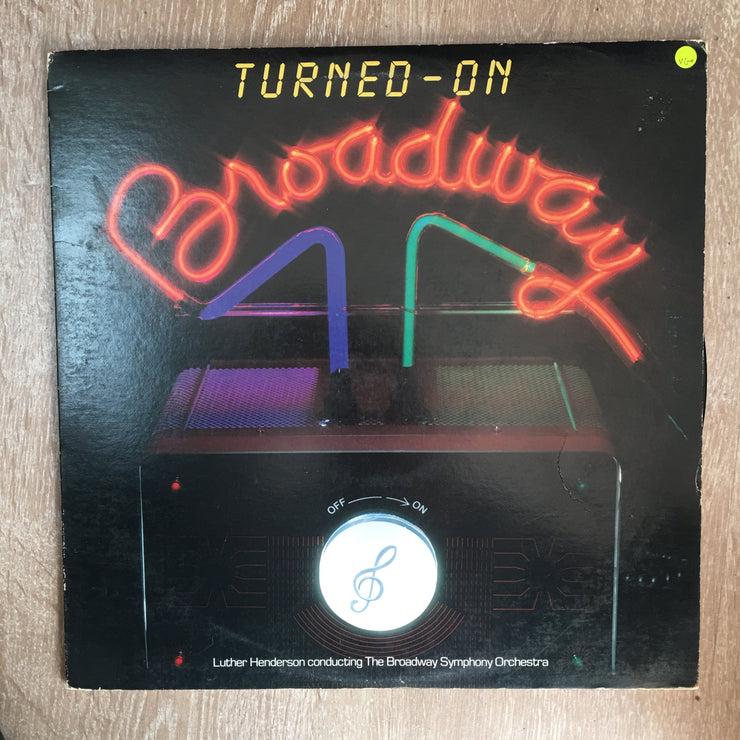 TURNED-ON
Broadway
OFF ON
Luther Henderson conducting The Broadway Symphony Orchestra